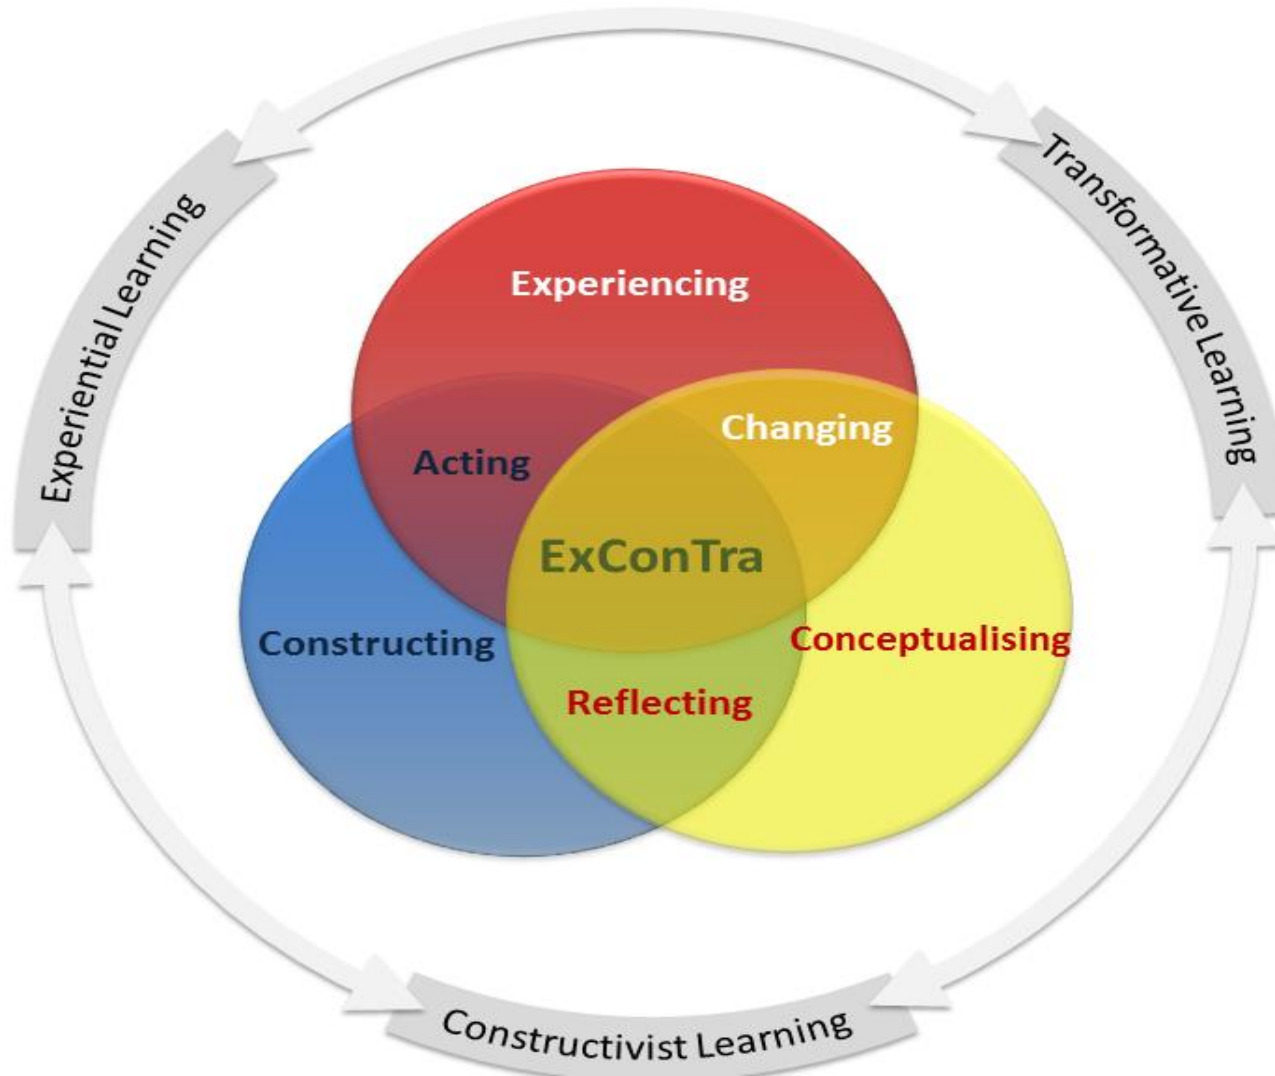 Experiential Learning
Transformative Learning
Experiencing
Changing
Acting
ExConTra
Constructing
Conceptualising
Reflecting
Constructivist Learning